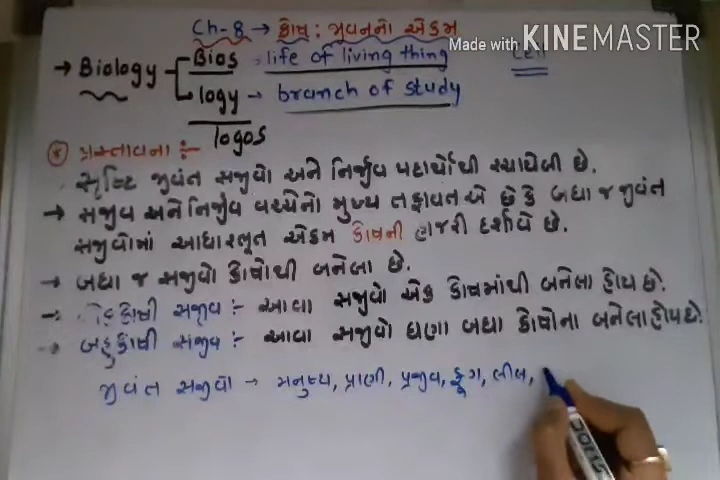 Ch-8 → કોષ : જીવનનો એકમ
Made with KINEMASTER
→ Biology
Bios : life of living thing
Cell
logy → branch of study
logos
* પ્રસ્તાવના :-
સૃષ્ટિ જીવંત સજીવો અને નિર્જીવ પદાર્થોથી રચાયેલી છે.
→ સજીવ અને નિર્જીવ વચ્ચેનો મુખ્ય તફાવત એ છે કે બધા જ જીવંત
સજીવોમાં આધારભૂત એકમ કોષની હાજરી દર્શાવે છે.
→ બધા જ સજીવો કોષોથી બનેલા છે.
→ એકકોષી સજીવ :- આવા સજીવો એક કોષમાંથી બનેલા હોય છે.
→ બહુકોષી સજીવ :- આવા સજીવો ઘણા બધા કોષોના બનેલા હોય છે.
જીવંત સજીવો → મનુષ્ય, પ્રાણી, પ્રજીવ, ફૂગ, લીલ,